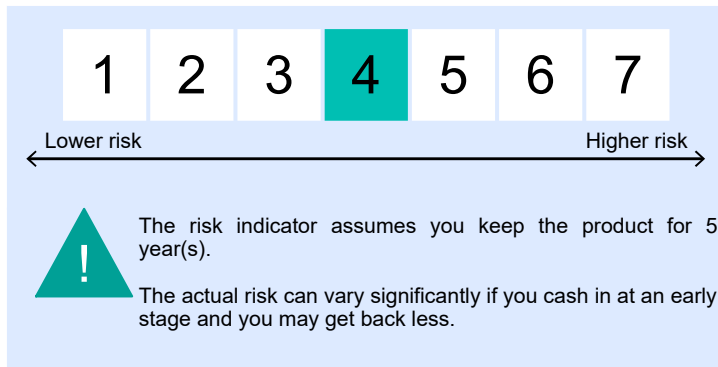 1 2 3 4 5 6 7
Lower risk Higher risk
The risk indicator assumes you keep the product for 5
year(s).
!
The actual risk can vary significantly if you cash in at an early
stage and you may get back less.